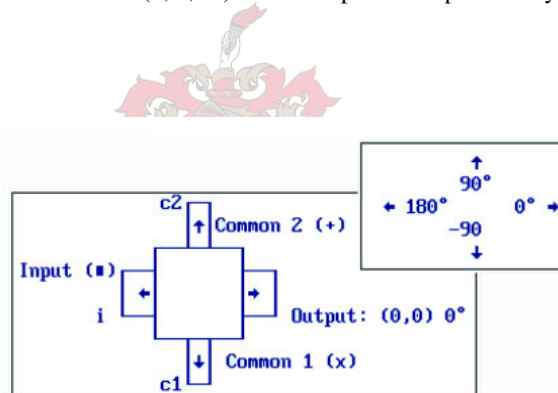 90°
180° 0°
-90
c2
Common 2 (+)
Input (■)
i
Output: (0,0) 0°
Common 1 (x)
c1